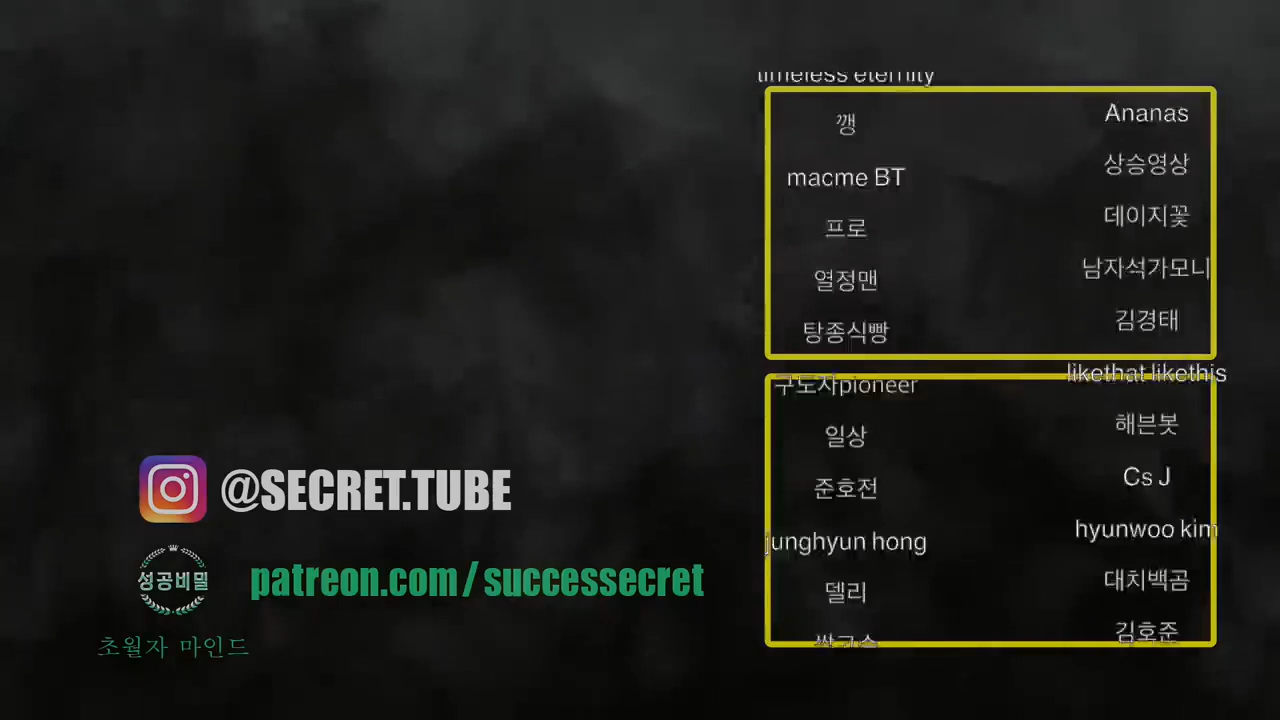 timeless eternity
깽
macme BT
프로
열정맨
탕종식빵
구도자pioneer
일상
준호전
junghyun hong
델리
Ananas
상승영상
데이지꽃
남자석가모니
김경태
likethat likethis
해븐봇
Cs J
hyunwoo kim
대치백곰
김호준
@SECRET.TUBE
성공비밀
patreon.com/successecret
초월자 마인드